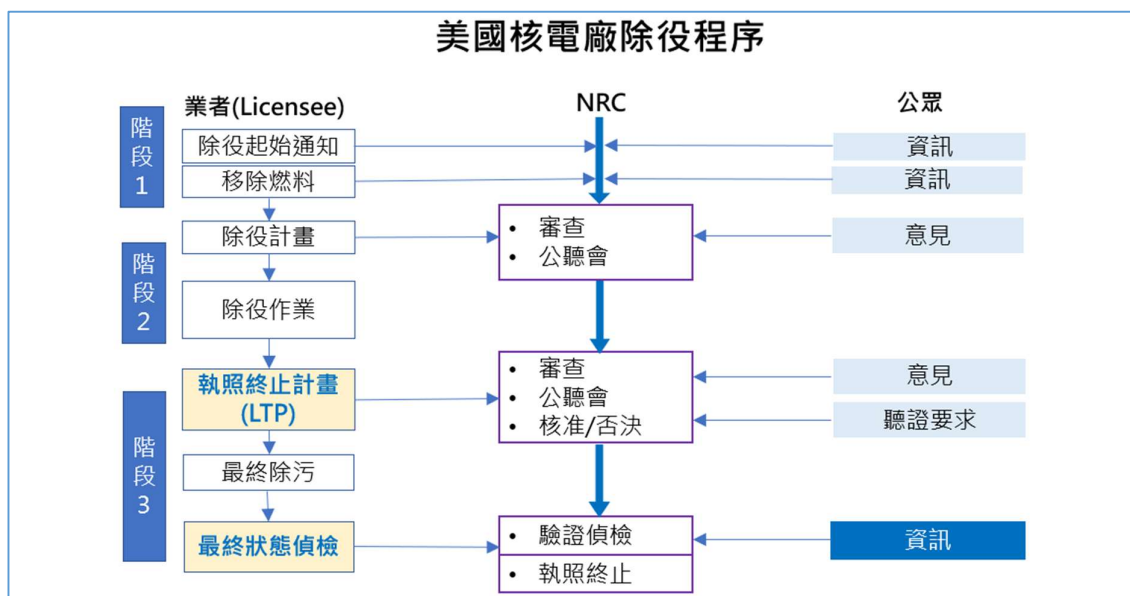 美國核電廠除役程序
業者(Licensee)
NRC
公眾
階段1
除役起始通知
資訊
移除燃料
資訊
除役計畫
• 審查
• 公聽會
意見
階段2
除役作業
階段3
執照終止計畫
(LTP)
• 審查
• 公聽會
• 核准/否決
意見
聽證要求
最終除污
最終狀態偵檢
• 驗證偵檢
• 執照終止
資訊